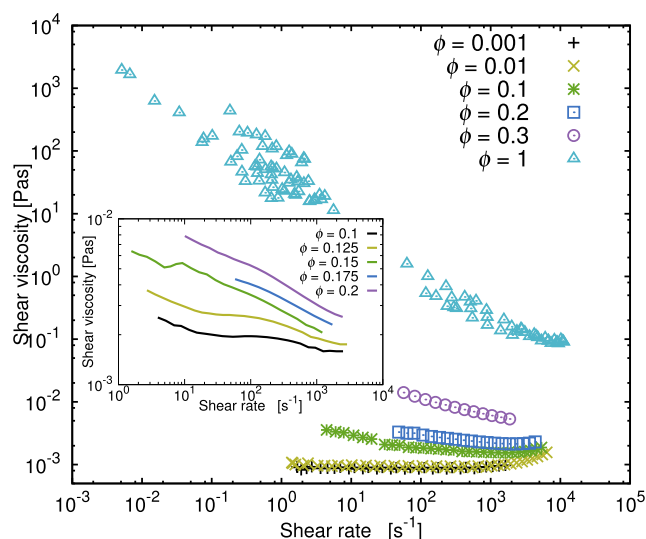 10^4
10^3
10^2
10^1
10^0
10^-1
10^-2
10^-3
Shear viscosity [Pas]
ϕ = 0.001
ϕ = 0.01
ϕ = 0.1
ϕ = 0.2
ϕ = 0.3
ϕ = 1
10^-2
10^-3
Shear viscosity [Pas]
ϕ = 0.1
ϕ = 0.125
ϕ = 0.15
ϕ = 0.175
ϕ = 0.2
10^0 10^1 10^2 10^3 10^4
Shear rate [s^-1]
10^-3 10^-2 10^-1 10^0 10^1 10^2 10^3 10^4 10^5
Shear rate [s^-1]